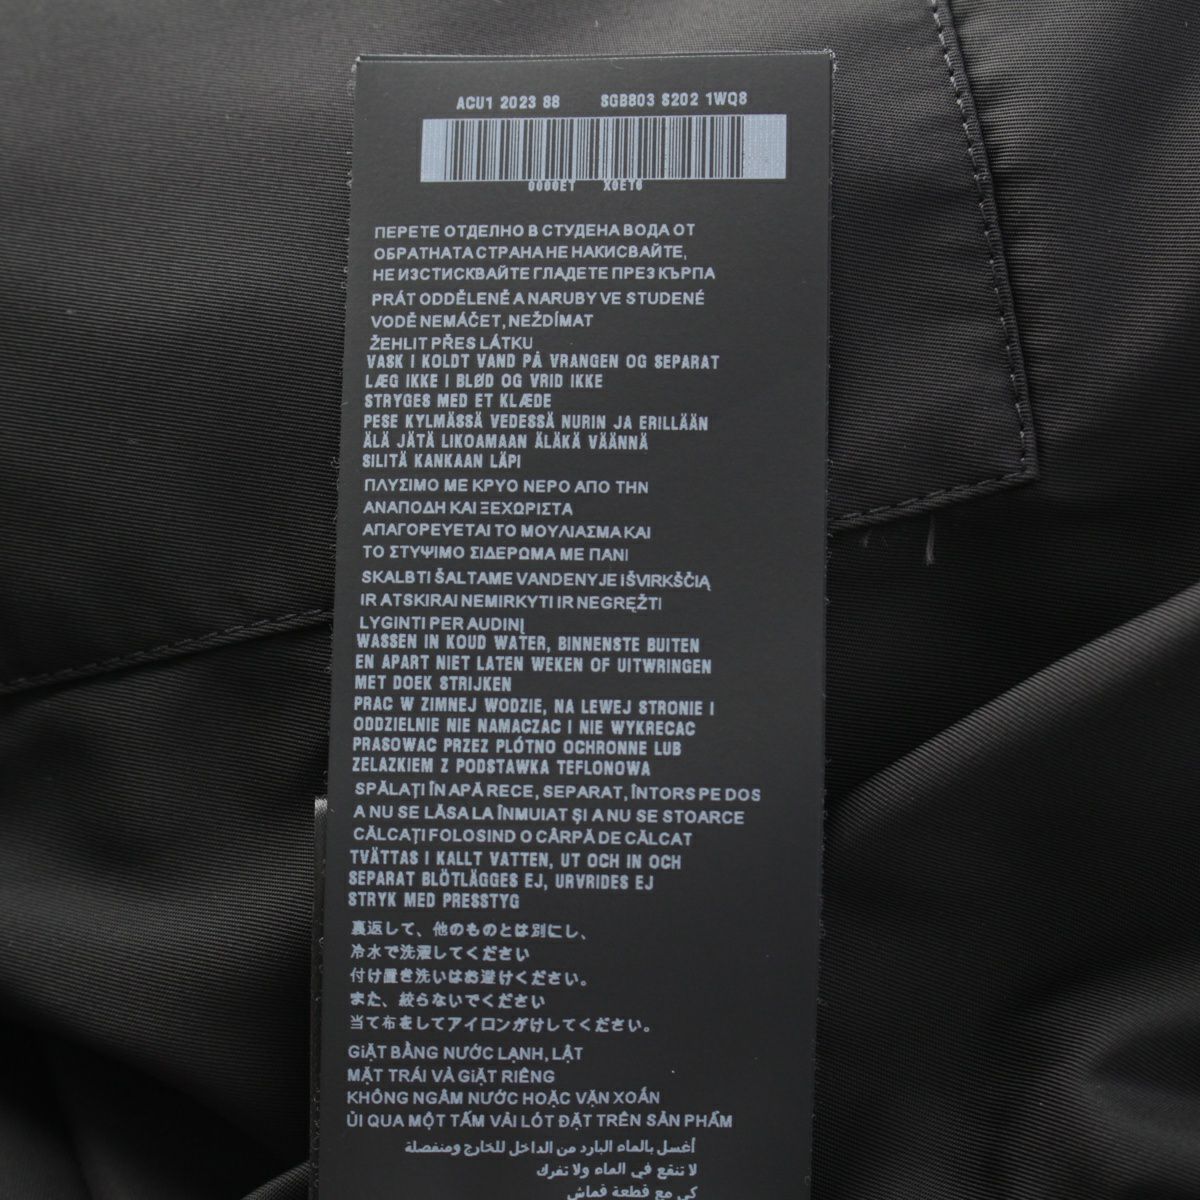 ACU1 2023 88 SGB803 S202 1WQ8
0000ET X0ET6
ПЕРЕТЕ ОТДЕЛНО В СТУДЕНА ВОДА ОТ
ОБРАТНАТА СТРАНА НЕ НАКИСВАЙТЕ,
НЕ ИЗСТИСКВАЙТЕ ГЛАДЕТЕ ПРЕЗ КЪРПА
PRÁT ODDĚLENĚ A NARUBY VE STUDENÉ
VODĚ NEMÁČET, NEŽDÍMAT
ŽEHLIT PŘES LÁTKU
VASK I KOLDT VAND PÅ VRANGEN OG SEPARAT
LÆG IKKE I BLØD OG VRID IKKE
STRYGES MED ET KLÆDE
PESE KYLMÄSSÄ VEDESSÄ NURIN JA ERILLÄÄN
ÄLÄ JÄTÄ LIKOAMAAN ÄLÄKÄ VÄÄNNÄ
SILITÄ KANKAAN LÄPI
ΠΛΥΣΙΜΟ ΜΕ ΚΡΥΟ ΝΕΡΟ ΑΠΟ ΤΗΝ
ΑΝΑΠΟΔΗ ΚΑΙ ΞΕΧΩΡΙΣΤΑ
ΑΠΑΓΟΡΕΥΕΤΑΙ ΤΟ ΜΟΥΛΙΑΣΜΑ ΚΑΙ
ΤΟ ΣΤΥΨΙΜΟ ΣΙΔΕΡΩΜΑ ΜΕ ΠΑΝΙ
SKALBTI ŠALTAME VANDENYJE IŠVIRKŠČIĄ
IR ATSKIRAI NEMIRKYTI IR NEGRĘŽTI
LYGINTI PER AUDINĮ
WASSEN IN KOUD WATER, BINNENSTE BUITEN
EN APART NIET LATEN WEKEN OF UITWRINGEN
MET DOEK STRIJKEN
PRAC W ZIMNEJ WODZIE, NA LEWEJ STRONIE I
ODDZIELNIE NIE NAMACZAC I NIE WYKRECAC
PRASOWAC PRZEZ PLÓTNO OCHRONNE LUB
ZELAZKIEM Z PODSTAWKA TEFLONOWA
SPĂLAȚI ÎN APĂ RECE, SEPARAT, ÎNTORS PE DOS
A NU SE LĂSA LA ÎNMUIAT ȘI A NU SE STOARCE
CĂLCAȚI FOLOSIND O CÂRPĂ DE CĂLCAT
TVÄTTAS I KALLT VATTEN, UT OCH IN OCH
SEPARAT BLÖTLÄGGES EJ, URVRIDES EJ
STRYK MED PRESSTYG
裏返して、他のものとは別にし、
冷水で洗濯してください
付け置き洗いはお避けください。
また、絞らないでください
当て布をしてアイロンがけしてください。
GIẶT BẰNG NƯỚC LẠNH, LẬT
MẶT TRÁI VÀ GIẶT RIÊNG
KHÔNG NGÂM NƯỚC HOẶC VẶN XOẮN
ỦI QUA MỘT TẤM VẢI LÓT ĐẶT TRÊN SẢN PHẨM
أغسل بالماء البارد من الداخل للخارج ومنفصلة
لا تنقع في الماء ولا تفرك
كي مع قطعة قماش